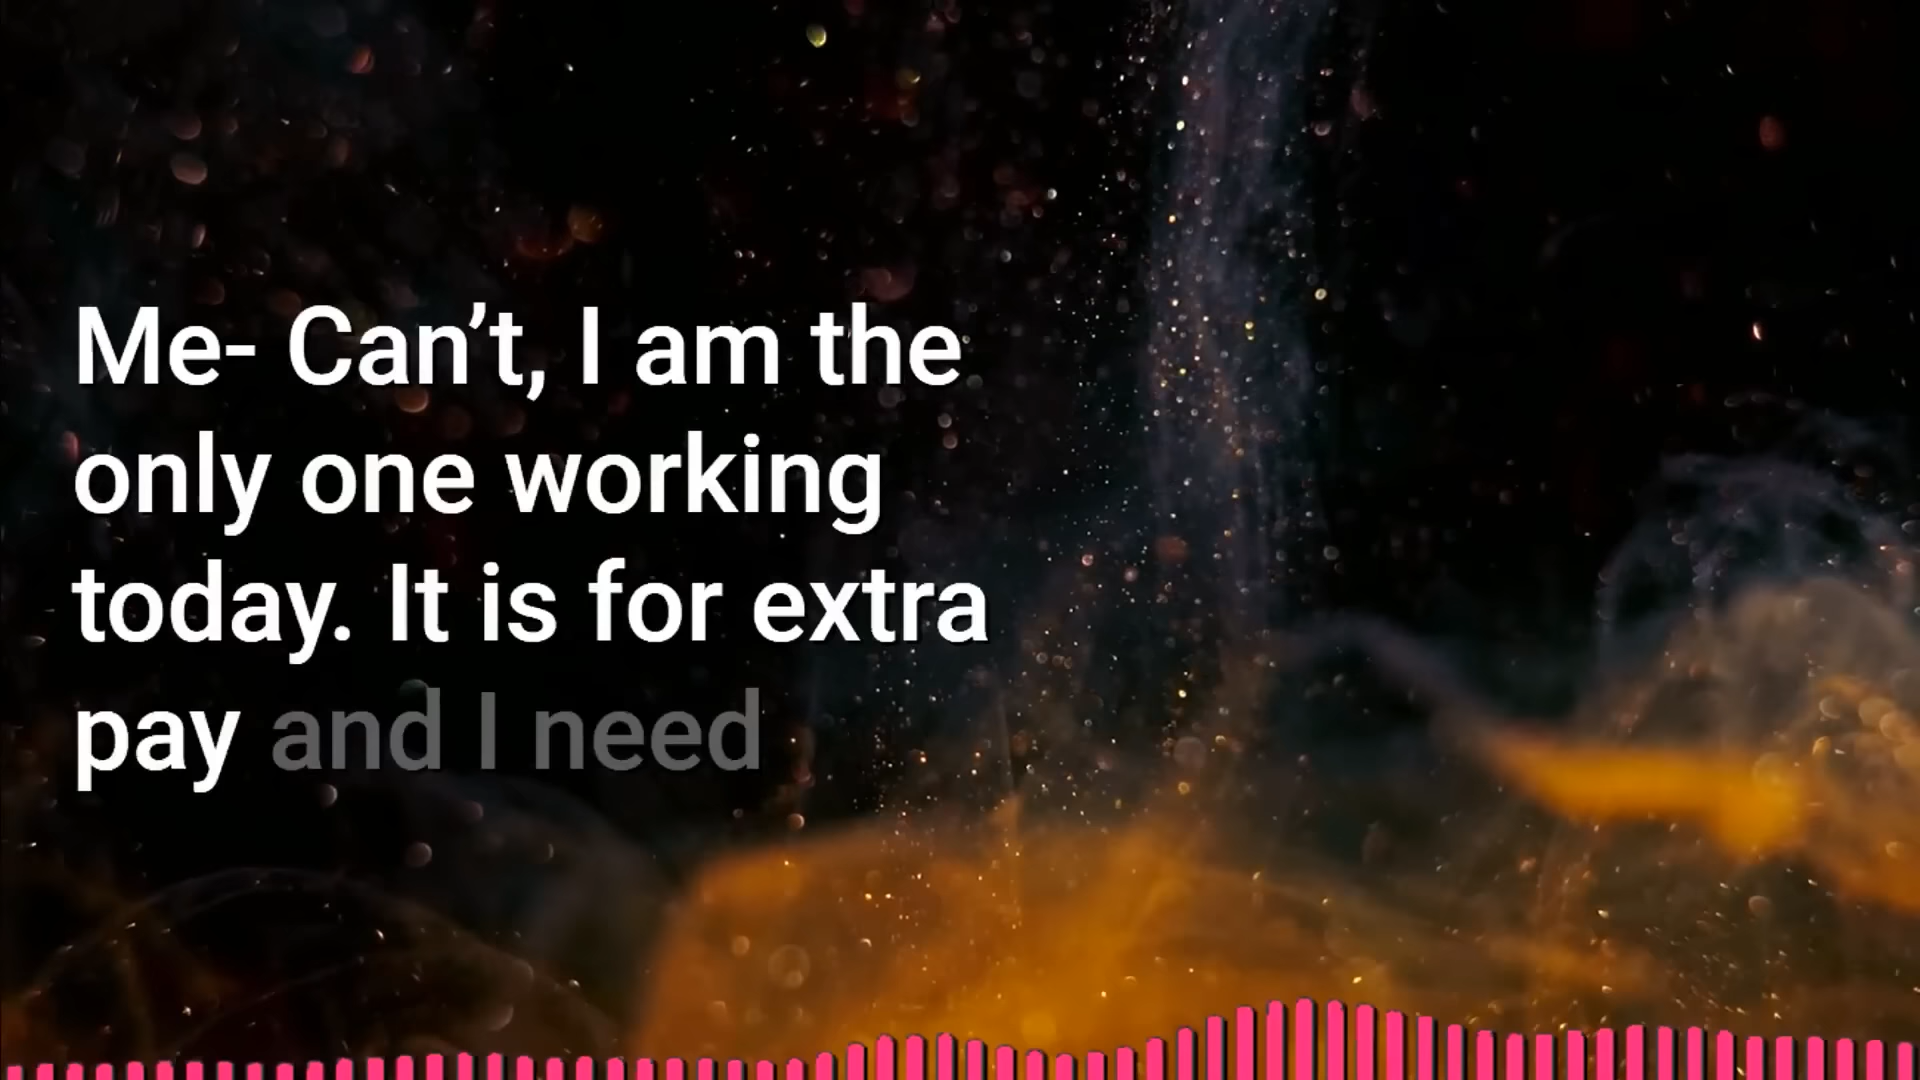 Me- Can’t, I am the
only one working
today. It is for extra
pay and I need